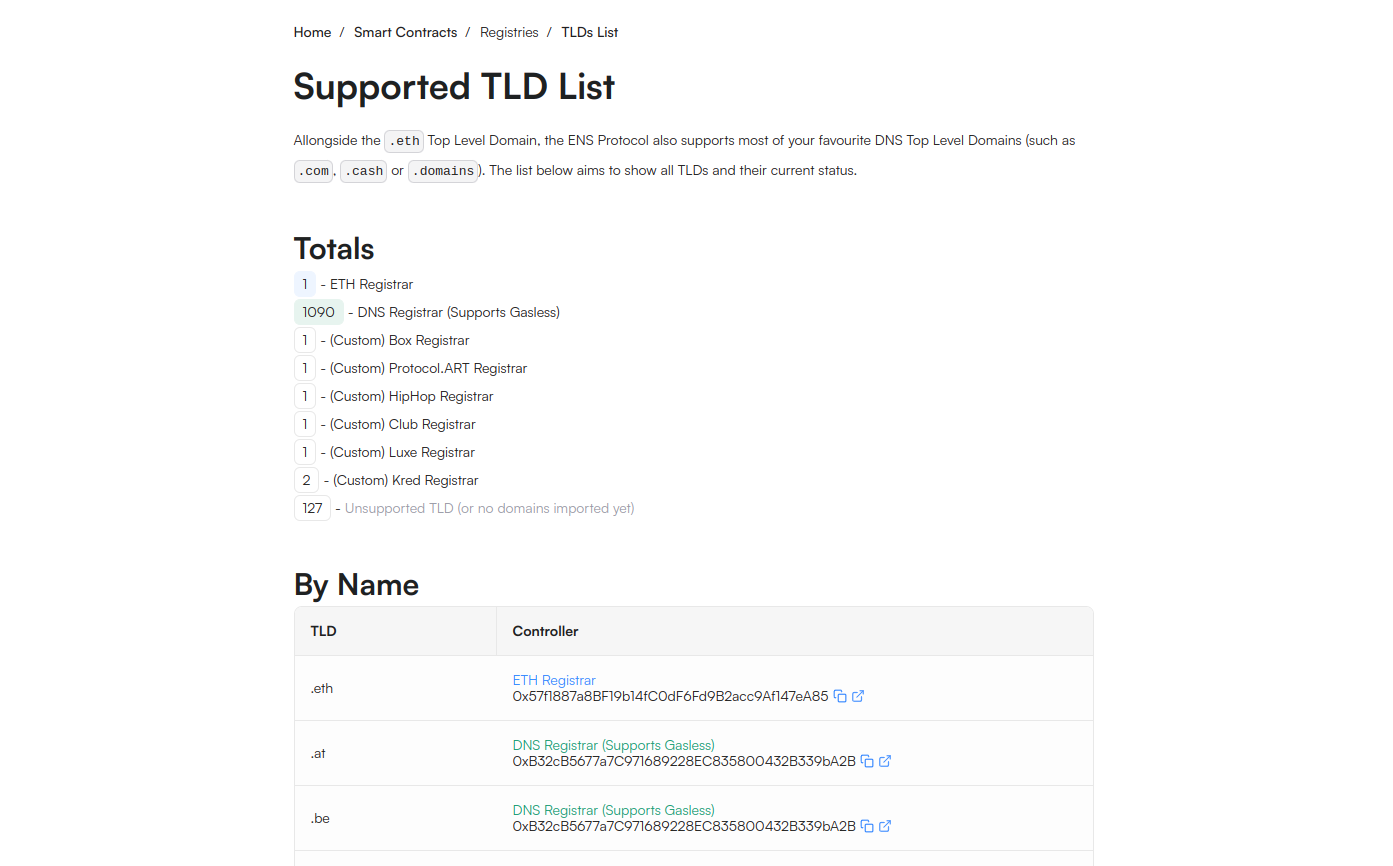 Home / Smart Contracts / Registries / TLDs List
Supported TLD List
Allongside the .eth Top Level Domain, the ENS Protocol also supports most of your favourite DNS Top Level Domains (such as
.com, .cash or .domains). The list below aims to show all TLDs and their current status.
Totals
1 - ETH Registrar
1090 - DNS Registrar (Supports Gasless)
1 - (Custom) Box Registrar
1 - (Custom) Protocol.ART Registrar
1 - (Custom) HipHop Registrar
1 - (Custom) Club Registrar
1 - (Custom) Luxe Registrar
2 - (Custom) Kred Registrar
127 - Unsupported TLD (or no domains imported yet)
By Name
TLD Controller
ETH Registrar
.eth 0x57f1887a8BF19b14fC0dF6Fd9B2acc9Af147eA85
DNS Registrar (Supports Gasless)
.at 0xB32cB5677a7C971689228EC835800432B339bA2B
DNS Registrar (Supports Gasless)
.be 0xB32cB5677a7C971689228EC835800432B339bA2B